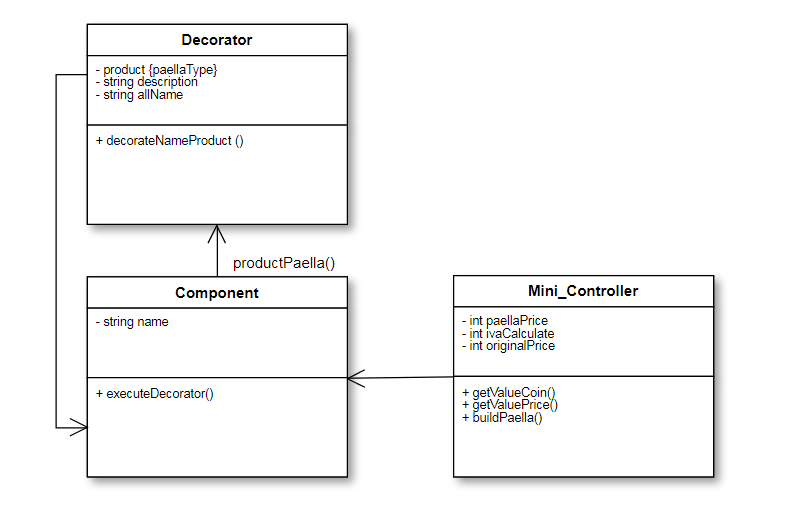 Decorator
- product {paellaType}
- string description
- string allName
+ decorateNameProduct ()
productPaella()
Component
- string name
+ executeDecorator()
Mini_Controller
- int paellaPrice
- int ivaCalculate
- int originalPrice
+ getValueCoin()
+ getValuePrice()
+ buildPaella()